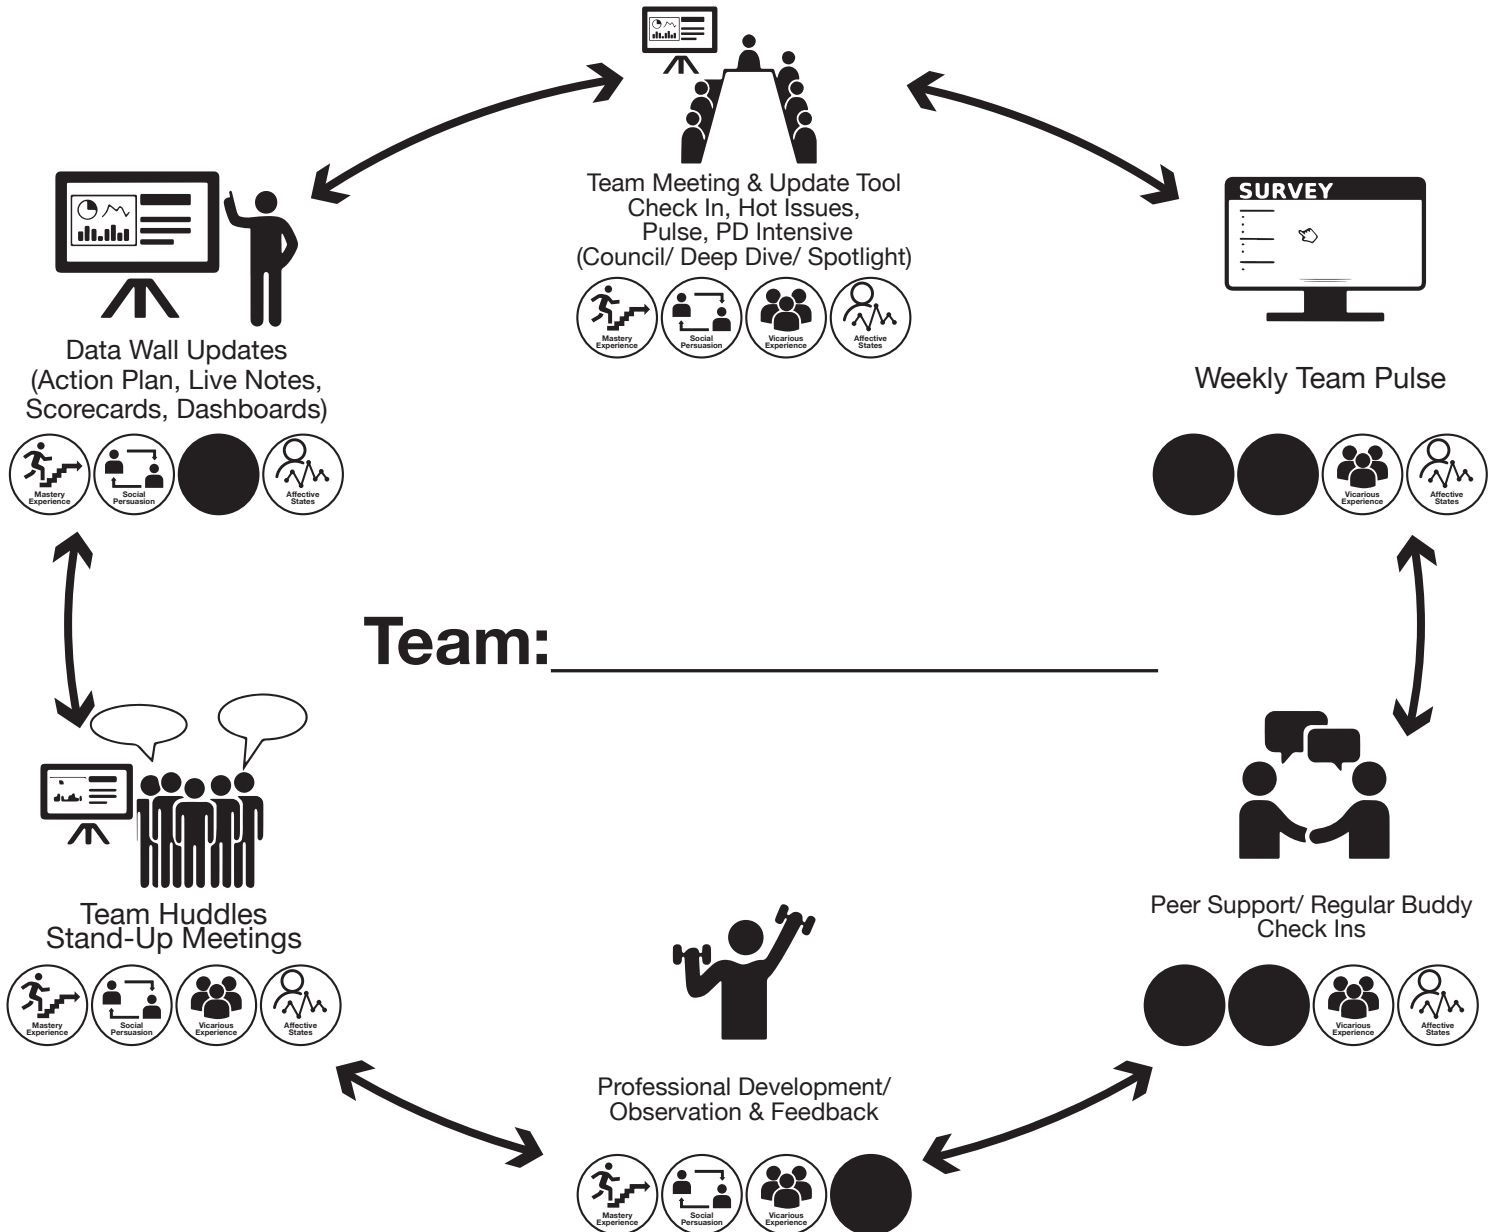 Team Meeting & Update Tool
Check In, Hot Issues,
Pulse, PD Intensive
(Council/ Deep Dive/ Spotlight)
Mastery
Experience
Social
Persuasion
Vicarious
Experience
Affective
States
SURVEY
Weekly Team Pulse
Vicarious
Experience
Affective
States
Data Wall Updates
(Action Plan, Live Notes,
Scorecards, Dashboards)
Mastery
Experience
Social
Persuasion
Affective
States
Team:
Team Huddles
Stand-Up Meetings
Mastery
Experience
Social
Persuasion
Vicarious
Experience
Affective
States
Peer Support/ Regular Buddy
Check Ins
Vicarious
Experience
Affective
States
Professional Development/
Observation & Feedback
Mastery
Experience
Social
Persuasion
Vicarious
Experience